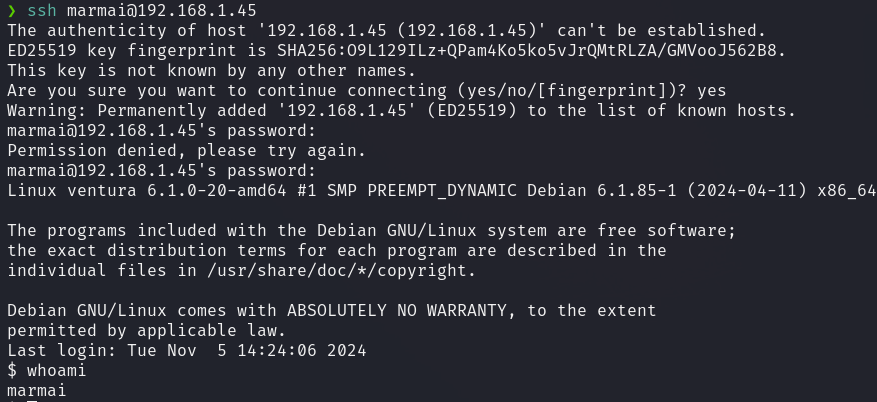 ❯ ssh marmai@192.168.1.45
The authenticity of host '192.168.1.45 (192.168.1.45)' can't be established.
ED25519 key fingerprint is SHA256:O9L129ILz+QPam4Ko5ko5vJrQMtRLZA/GMVooJ562B8.
This key is not known by any other names.
Are you sure you want to continue connecting (yes/no/[fingerprint])? yes
Warning: Permanently added '192.168.1.45' (ED25519) to the list of known hosts.
marmai@192.168.1.45's password:
Permission denied, please try again.
marmai@192.168.1.45's password:
Linux ventura 6.1.0-20-amd64 #1 SMP PREEMPT_DYNAMIC Debian 6.1.85-1 (2024-04-11) x86_64
The programs included with the Debian GNU/Linux system are free software;
the exact distribution terms for each program are described in the
individual files in /usr/share/doc/*/copyright.
Debian GNU/Linux comes with ABSOLUTELY NO WARRANTY, to the extent
permitted by applicable law.
Last login: Tue Nov  5 14:24:06 2024
$ whoami
marmai